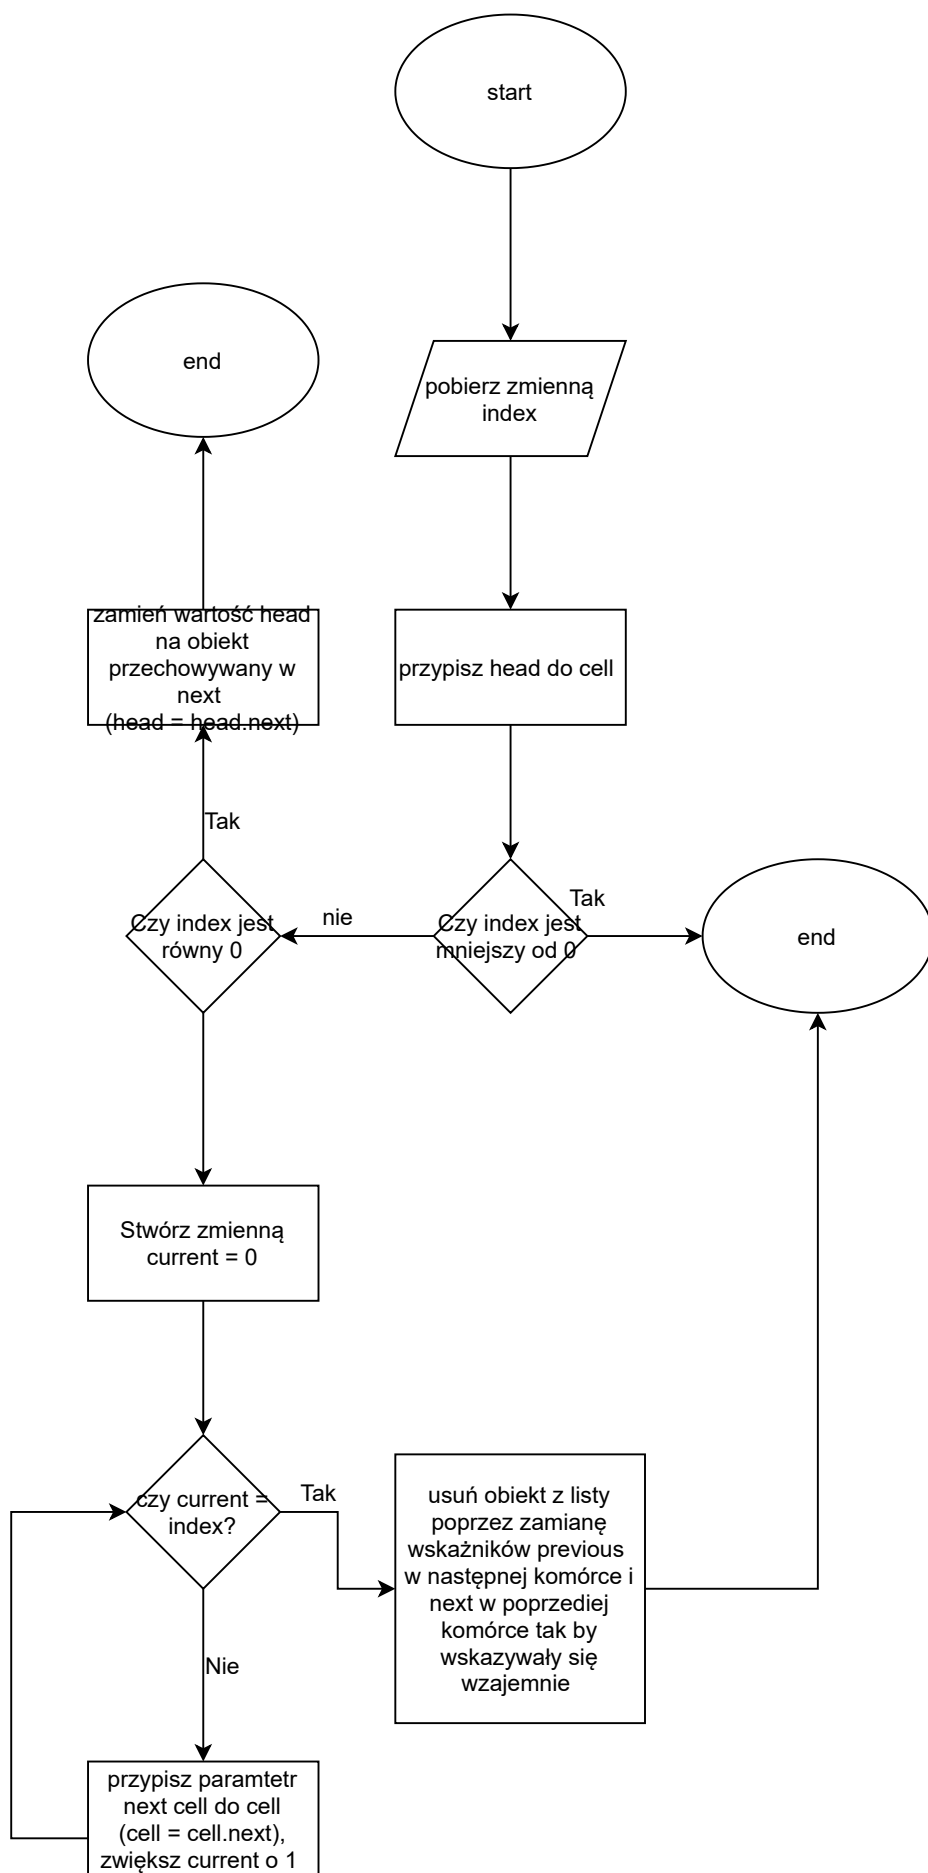 start
pobierz zmienną
index
przypisz head do cell
Czy index jest
mniejszy od 0
Tak
end
nie
Czy index jest
równy 0
Tak
zamień wartość head
na obiekt
przechowywany w
next
(head = head.next)
end
Stwórz zmienną
current = 0
czy current =
index?
Tak
usuń obiekt z listy
poprzez zamianę
wskażników previous
w następnej komórce i
next w poprzediej
komórce tak by
wskazywały się
wzajemnie
Nie
przypisz paramtetr
next cell do cell
(cell = cell.next),
zwiększ current o 1